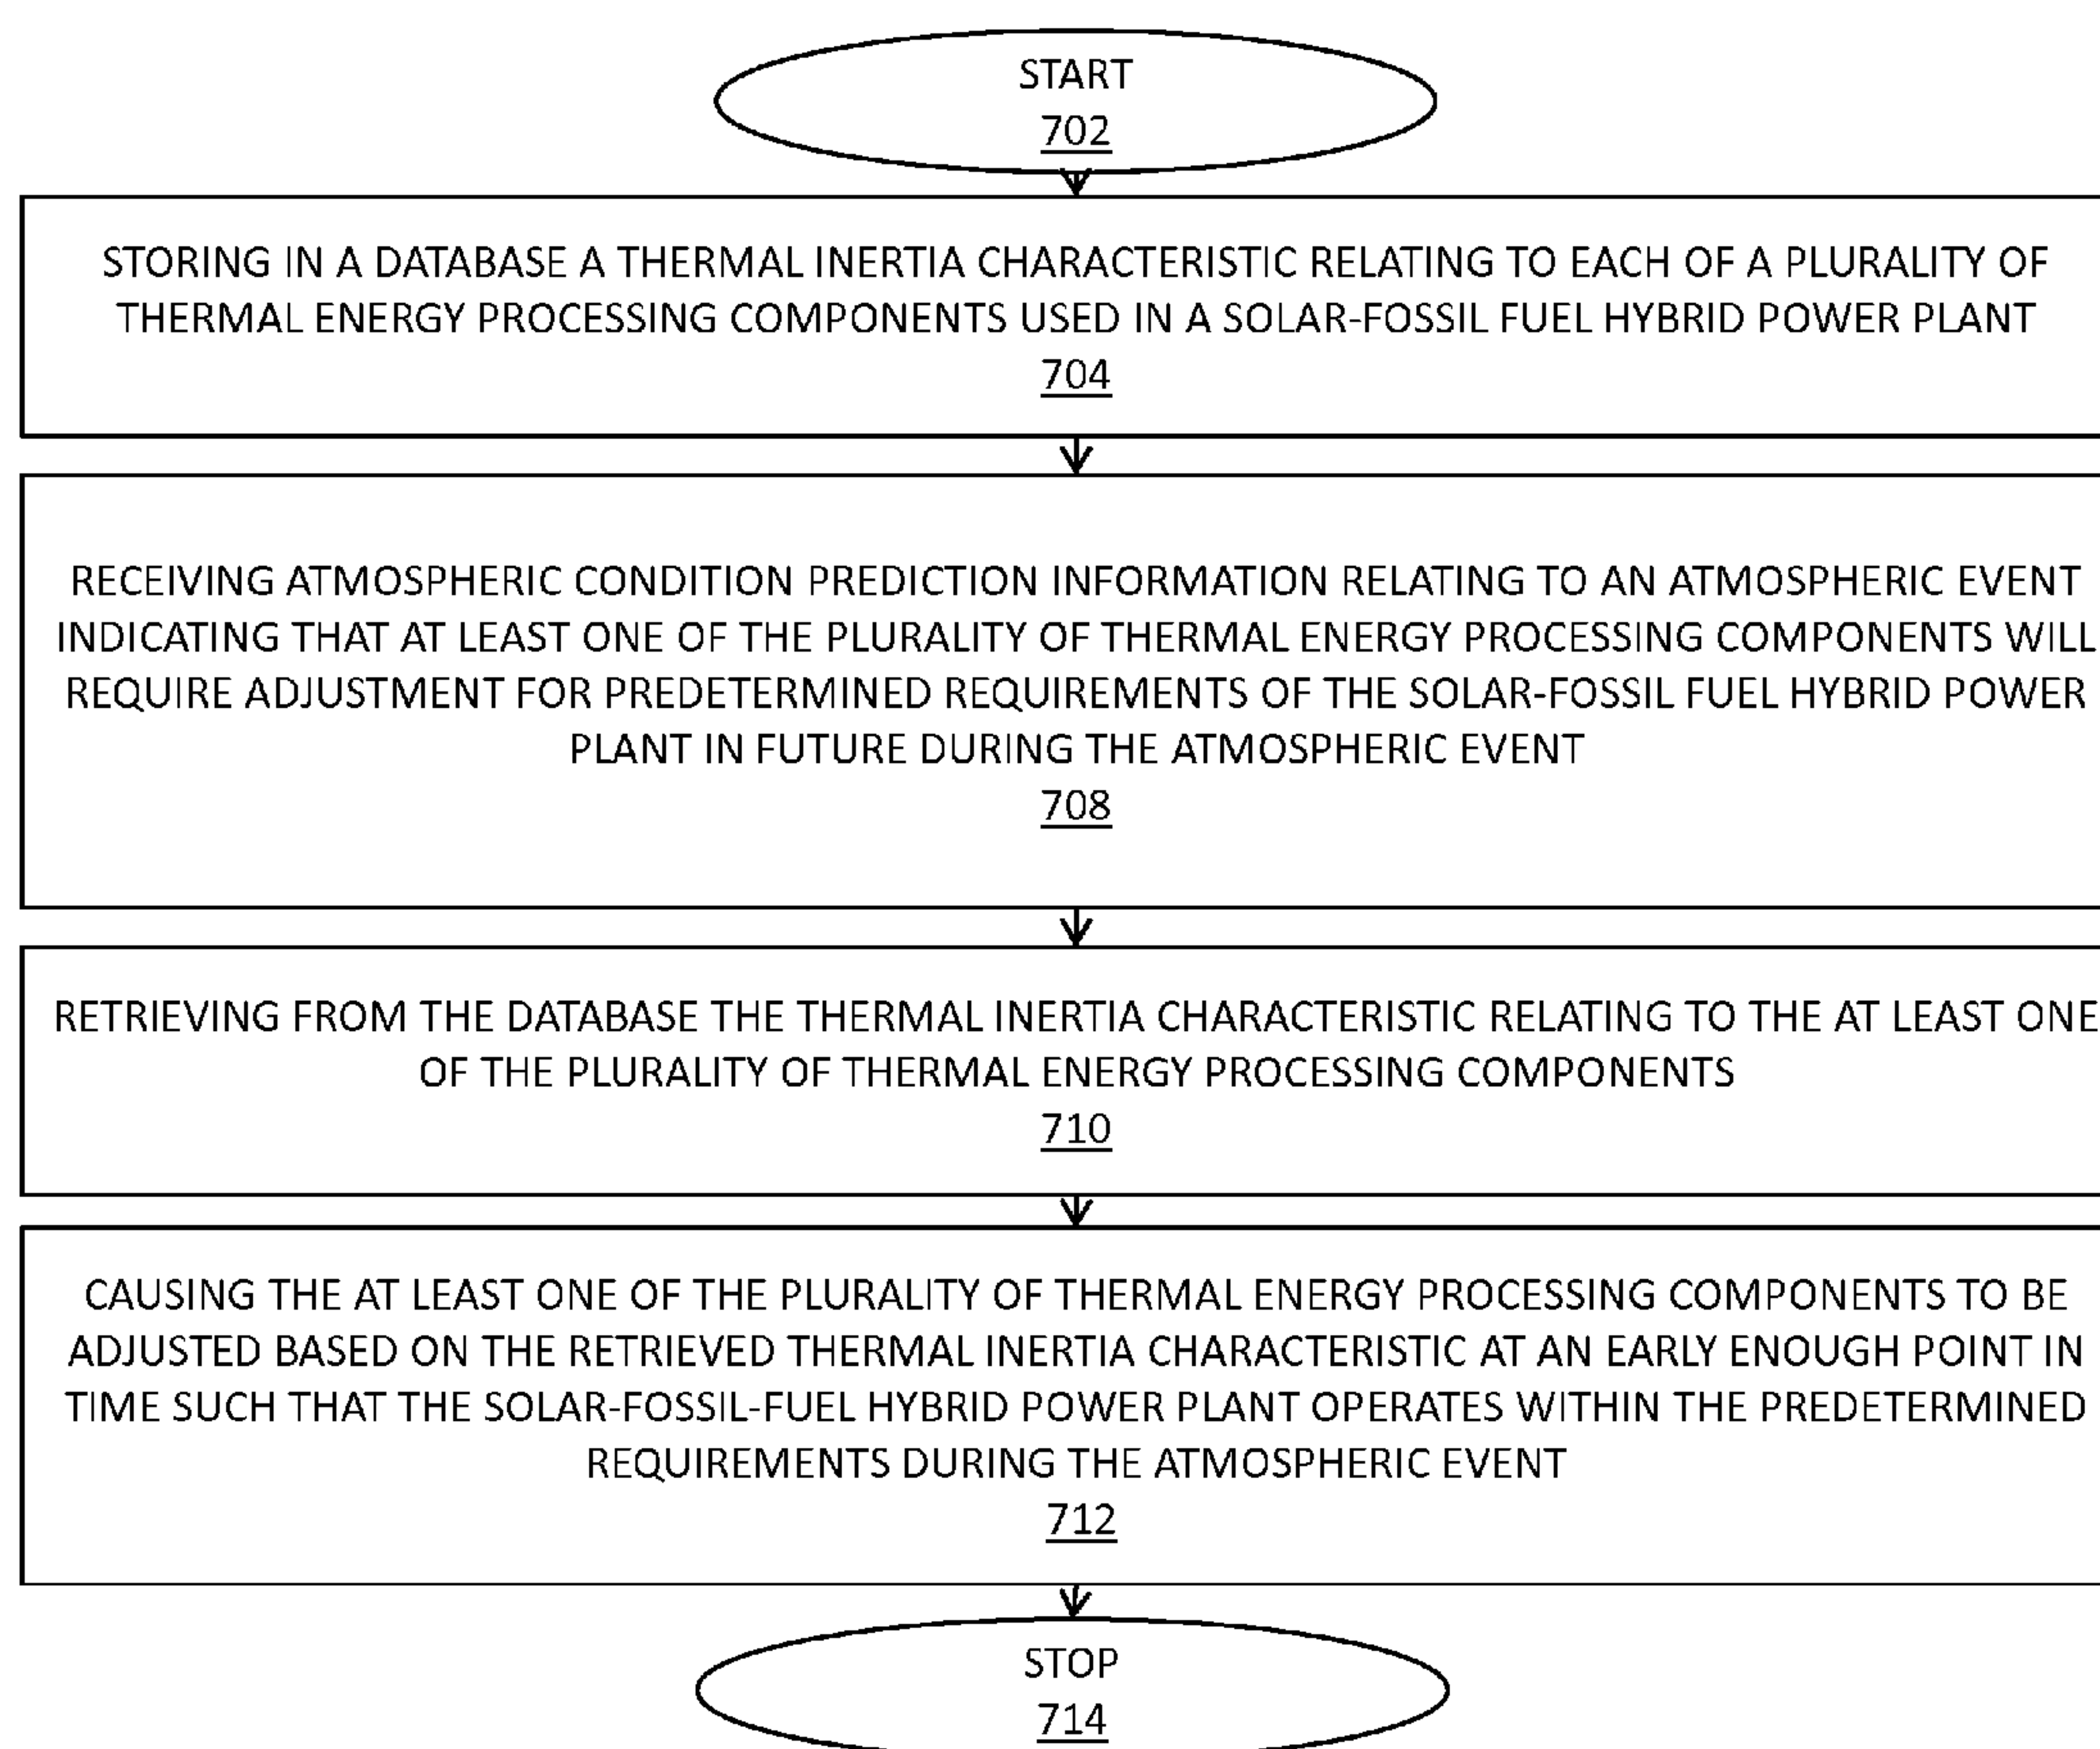 START
702
STORING IN A DATABASE A THERMAL INERTIA CHARACTERISTIC RELATING TO EACH OF A PLURALITY OF
THERMAL ENERGY PROCESSING COMPONENTS USED IN A SOLAR-FOSSIL FUEL HYBRID POWER PLANT
704
RECEIVING ATMOSPHERIC CONDITION PREDICTION INFORMATION RELATING TO AN ATMOSPHERIC EVENT
INDICATING THAT AT LEAST ONE OF THE PLURALITY OF THERMAL ENERGY PROCESSING COMPONENTS WILL
REQUIRE ADJUSTMENT FOR PREDETERMINED REQUIREMENTS OF THE SOLAR-FOSSIL FUEL HYBRID POWER
PLANT IN FUTURE DURING THE ATMOSPHERIC EVENT
708
RETRIEVING FROM THE DATABASE THE THERMAL INERTIA CHARACTERISTIC RELATING TO THE AT LEAST ONE
OF THE PLURALITY OF THERMAL ENERGY PROCESSING COMPONENTS
710
CAUSING THE AT LEAST ONE OF THE PLURALITY OF THERMAL ENERGY PROCESSING COMPONENTS TO BE
ADJUSTED BASED ON THE RETRIEVED THERMAL INERTIA CHARACTERISTIC AT AN EARLY ENOUGH POINT IN
TIME SUCH THAT THE SOLAR-FOSSIL-FUEL HYBRID POWER PLANT OPERATES WITHIN THE PREDETERMINED
REQUIREMENTS DURING THE ATMOSPHERIC EVENT
712
STOP
714